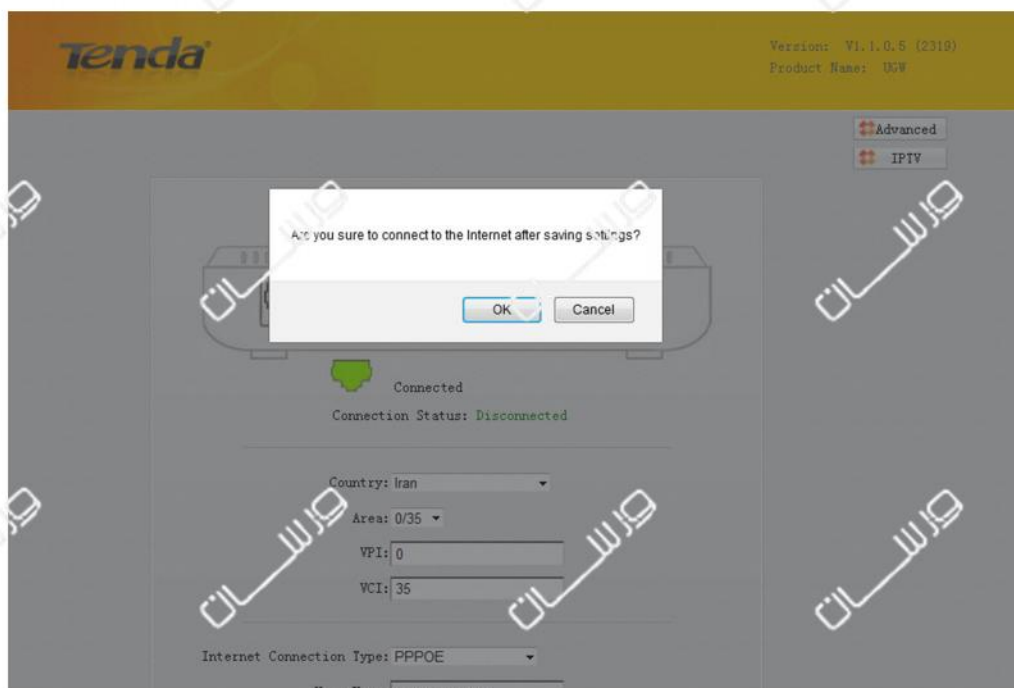 Tenda
Version: V1.1.0.5 (2319)
Product Name: UGW
Advanced
IPTV
Are you sure to connect to the Internet after saving settings?
OK
Cancel
Connected
Connection Status: Disconnected
Country: Iran
Area: 0/35
VPI: 0
VCI: 35
Internet Connection Type: PPPOE